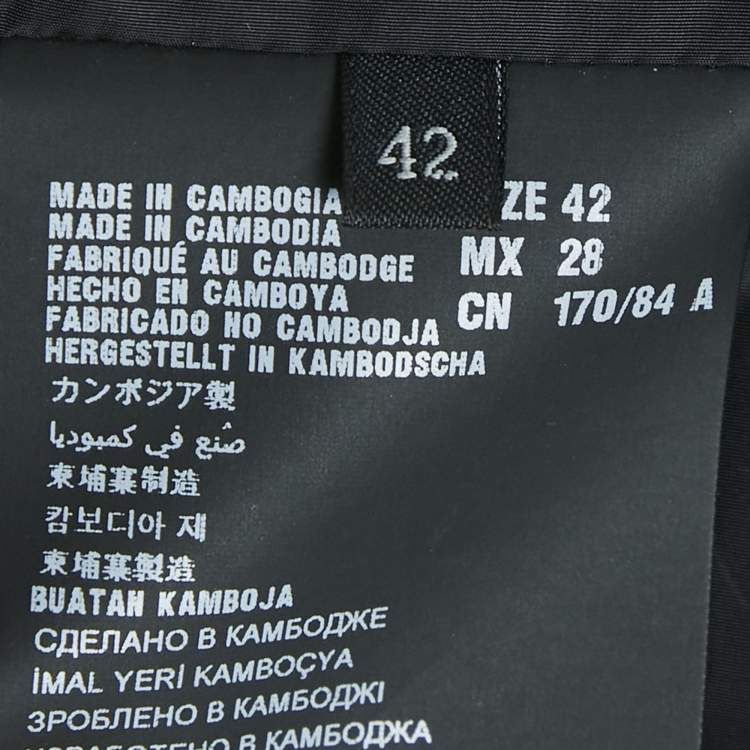 42
MADE IN CAMBOGIA
MADE IN CAMBODIA
FABRIQUÉ AU CAMBODGE
HECHO EN CAMBOYA
FABRICADO NO CAMBODJA
HERGESTELLT IN KAMBODSCHA
カンボジア製
صُنع في كمبوديا
柬埔寨制造
캄보디아 제
柬埔寨製造
BUATAN KAMBOJA
СДЕЛАНО В КАМБОДЖЕ
İMAL YERİ KAMBOÇYA
ЗРОБЛЕНО В КАМБОДЖІ
ИЗРАБОТЕНО В КАМБОДЖА
ZE 42
MX 28
CN 170/84 A